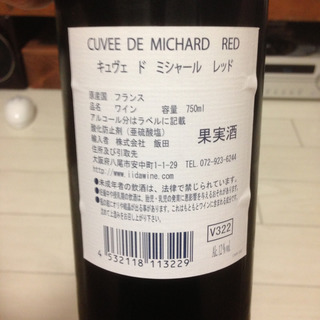 CUVEE DE MICHARD RED
キュヴェ ド ミシャール レッド
原産国 フランス
品名 ワイン 容量 750ml
アルコール分はラベルに記載
酸化防止剤(亜硫酸塩)
輸入者 株式会社 飯田
住所及び引取先
大阪府八尾市安中町1-1-29 TEL 072-923-6244
http://www.iidawine.com
果実酒
●未成年者の飲酒は、法律で禁じられています。
V322
Alc.12%vol.
4 532118 113229